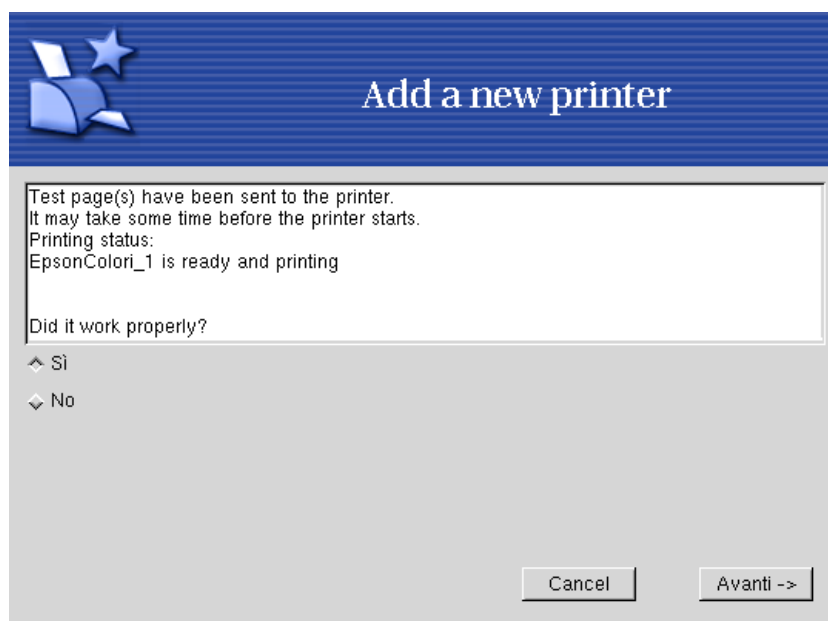 Add a new printer
Test page(s) have been sent to the printer.
It may take some time before the printer starts.
Printing status:
EpsonColori_1 is ready and printing
Did it work properly?
Sì
No
Cancel
Avanti ->